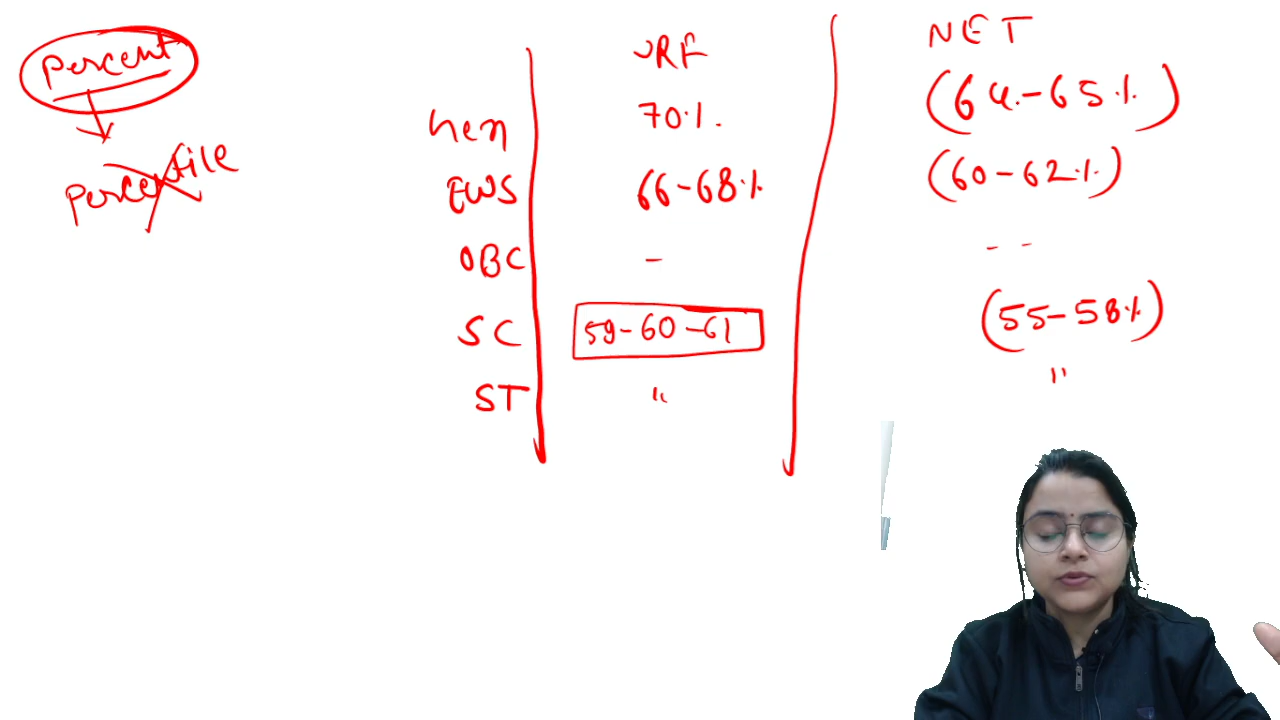 Percent
Percentile
JRF NET
Gen 70%. (64-65%)
EWS 66-68% (60-62%)
OBC - --
SC 59-60-61 (55-58%)
ST " "